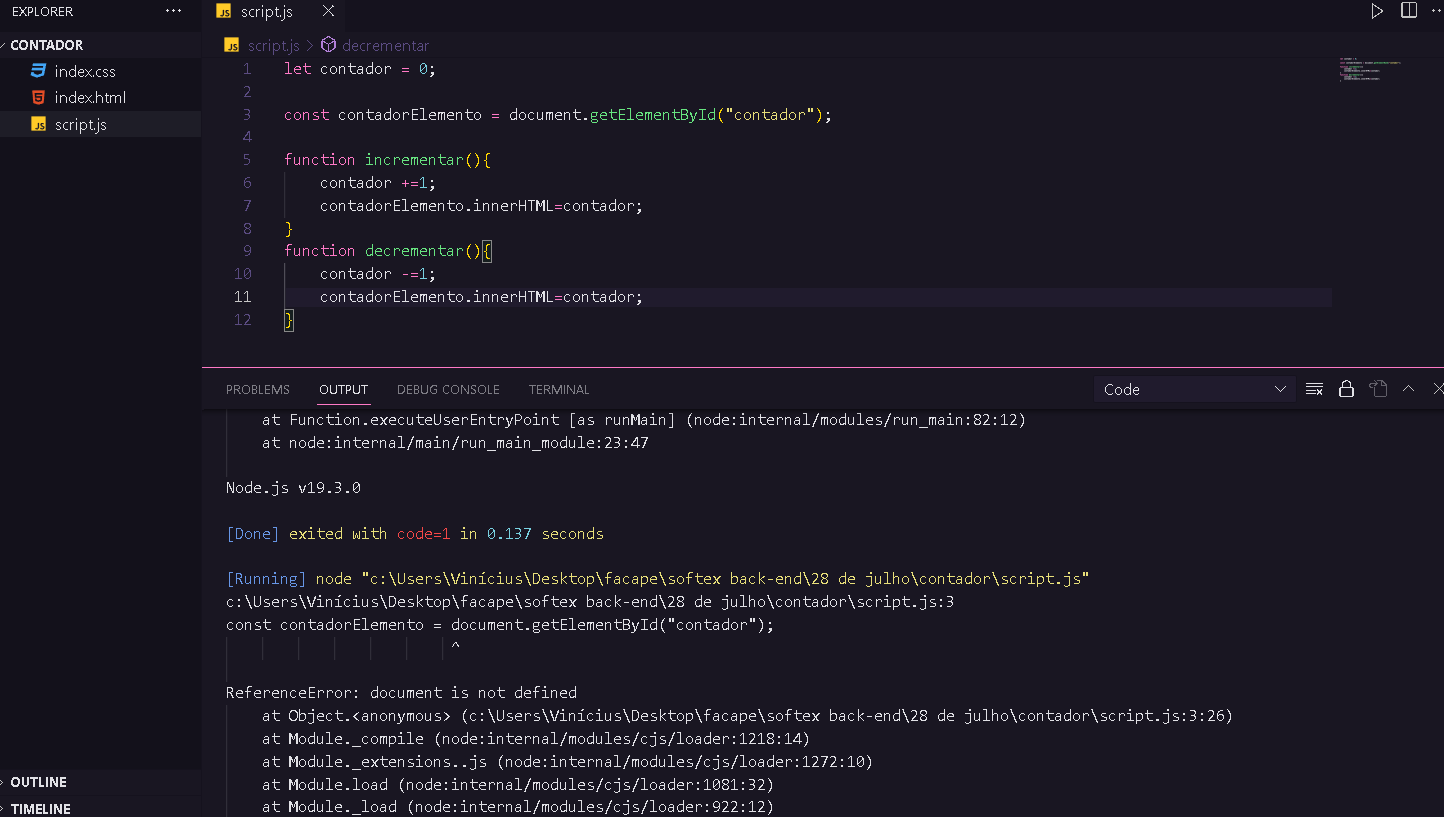 EXPLORER
CONTADOR
index.css
index.html
JS script.js
JS script.js
JS script.js > decrementar
1 let contador = 0;
2
3 const contadorElemento = document.getElementById("contador");
4
5 function incrementar(){
6 contador +=1;
7 contadorElemento.innerHTML=contador;
8 }
9 function decrementar(){
10 contador -=1;
11 contadorElemento.innerHTML=contador;
12 }
PROBLEMS OUTPUT DEBUG CONSOLE TERMINAL Code
at Function.executeUserEntryPoint [as runMain] (node:internal/modules/run_main:82:12)
at node:internal/main/run_main_module:23:47
Node.js v19.3.0
[Done] exited with code=1 in 0.137 seconds
[Running] node "c:\Users\Vinícius\Desktop\facape\softex back-end\28 de julho\contador\script.js"
c:\Users\Vinícius\Desktop\facape\softex back-end\28 de julho\contador\script.js:3
const contadorElemento = document.getElementById("contador");
^
ReferenceError: document is not defined
at Object.<anonymous> (c:\Users\Vinícius\Desktop\facape\softex back-end\28 de julho\contador\script.js:3:26)
at Module._compile (node:internal/modules/cjs/loader:1218:14)
at Module._extensions..js (node:internal/modules/cjs/loader:1272:10)
at Module.load (node:internal/modules/cjs/loader:1081:32)
at Module._load (node:internal/modules/cjs/loader:922:12)
OUTLINE
TIMELINE